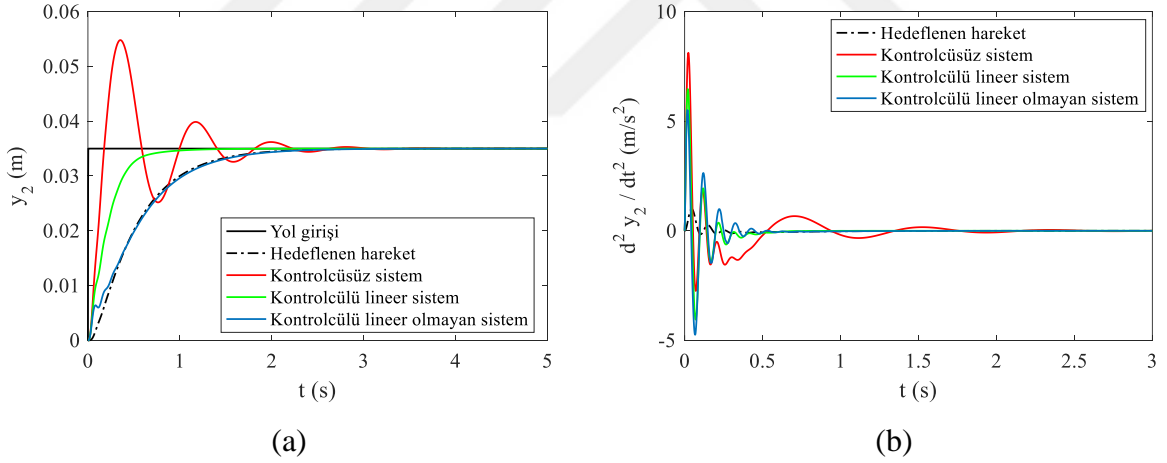 0.06
0.05
0.04
0.03
0.02
0.01
0
y2 (m)
Yol girişi
Hedeflenen hareket
Kontrolcüsüz sistem
Kontrolcülü lineer sistem
Kontrolcülü lineer olmayan sistem
0 1 2 3 4 5
t (s)
(a)
10
5
0
-5
d2 y2 / dt2 (m/s2)
Hedeflenen hareket
Kontrolcüsüz sistem
Kontrolcülü lineer sistem
Kontrolcülü lineer olmayan sistem
0 0.5 1 1.5 2 2.5 3
t (s)
(b)